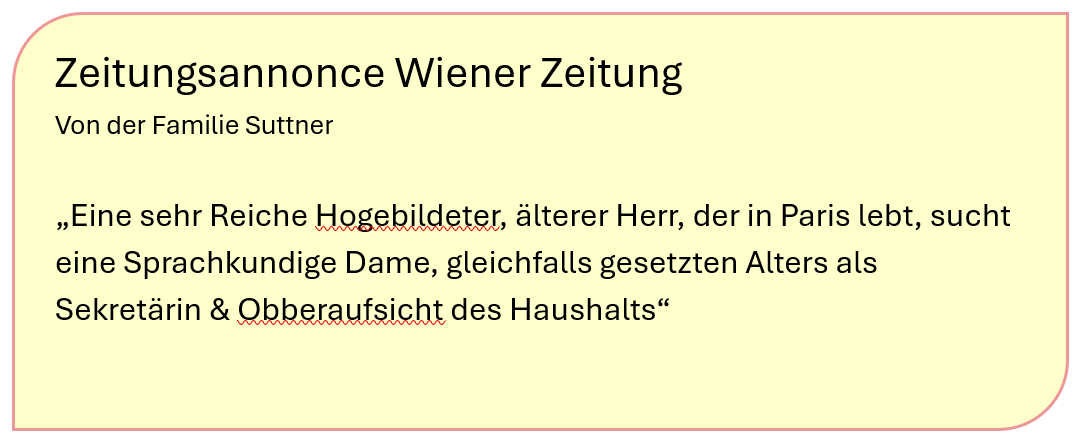 Zeitungsannonce Wiener Zeitung
Von der Familie Suttner
„Eine sehr Reiche Hogebildeter, älterer Herr, der in Paris lebt, sucht
eine Sprachkundige Dame, gleichfalls gesetzten Alters als
Sekretärin & Obberaufsicht des Haushalts“